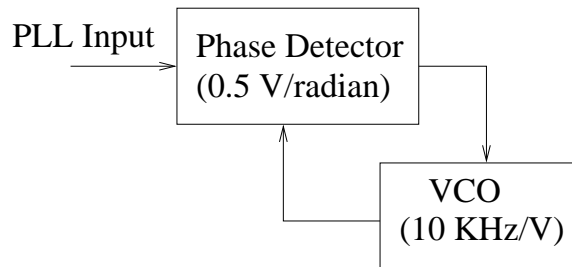 PLL Input
Phase Detector
(0.5 V/radian)
VCO
(10 KHz/V)